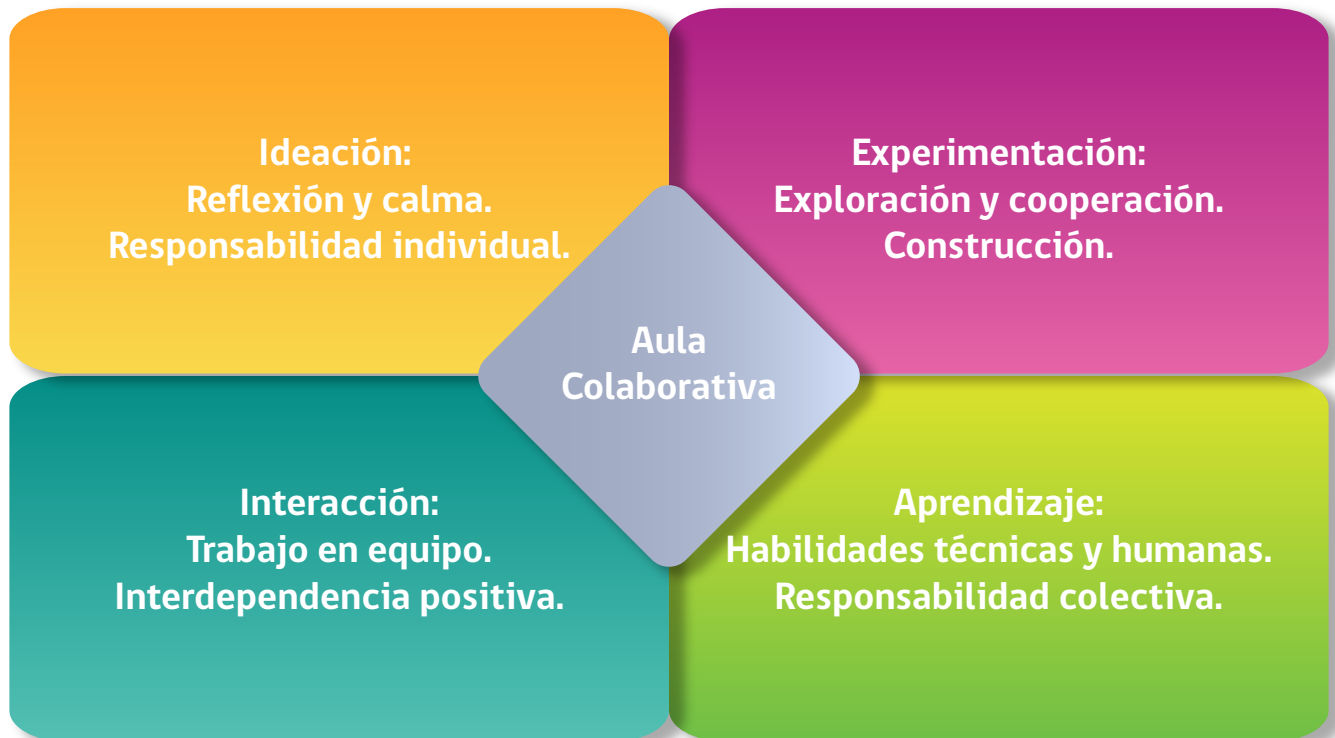 Ideación:
Reflexión y calma.
Responsabilidad individual.
Experimentación:
Exploración y cooperación.
Construcción.
Aula
Colaborativa
Interacción:
Trabajo en equipo.
Interdependencia positiva.
Aprendizaje:
Habilidades técnicas y humanas.
Responsabilidad colectiva.